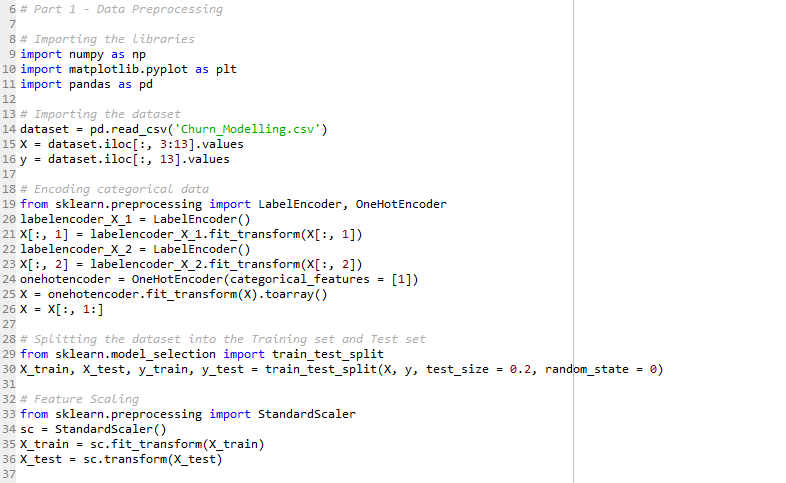 6 # Part 1 - Data Preprocessing
7
8 # Importing the libraries
9 import numpy as np
10 import matplotlib.pyplot as plt
11 import pandas as pd
12
13 # Importing the dataset
14 dataset = pd.read_csv('Churn_Modelling.csv')
15 X = dataset.iloc[:, 3:13].values
16 y = dataset.iloc[:, 13].values
17
18 # Encoding categorical data
19 from sklearn.preprocessing import LabelEncoder, OneHotEncoder
20 labelencoder_X_1 = LabelEncoder()
21 X[:, 1] = labelencoder_X_1.fit_transform(X[:, 1])
22 labelencoder_X_2 = LabelEncoder()
23 X[:, 2] = labelencoder_X_2.fit_transform(X[:, 2])
24 onehotencoder = OneHotEncoder(categorical_features = [1])
25 X = onehotencoder.fit_transform(X).toarray()
26 X = X[:, 1:]
27
28 # Splitting the dataset into the Training set and Test set
29 from sklearn.model_selection import train_test_split
30 X_train, X_test, y_train, y_test = train_test_split(X, y, test_size = 0.2, random_state = 0)
31
32 # Feature Scaling
33 from sklearn.preprocessing import StandardScaler
34 sc = StandardScaler()
35 X_train = sc.fit_transform(X_train)
36 X_test = sc.transform(X_test)
37